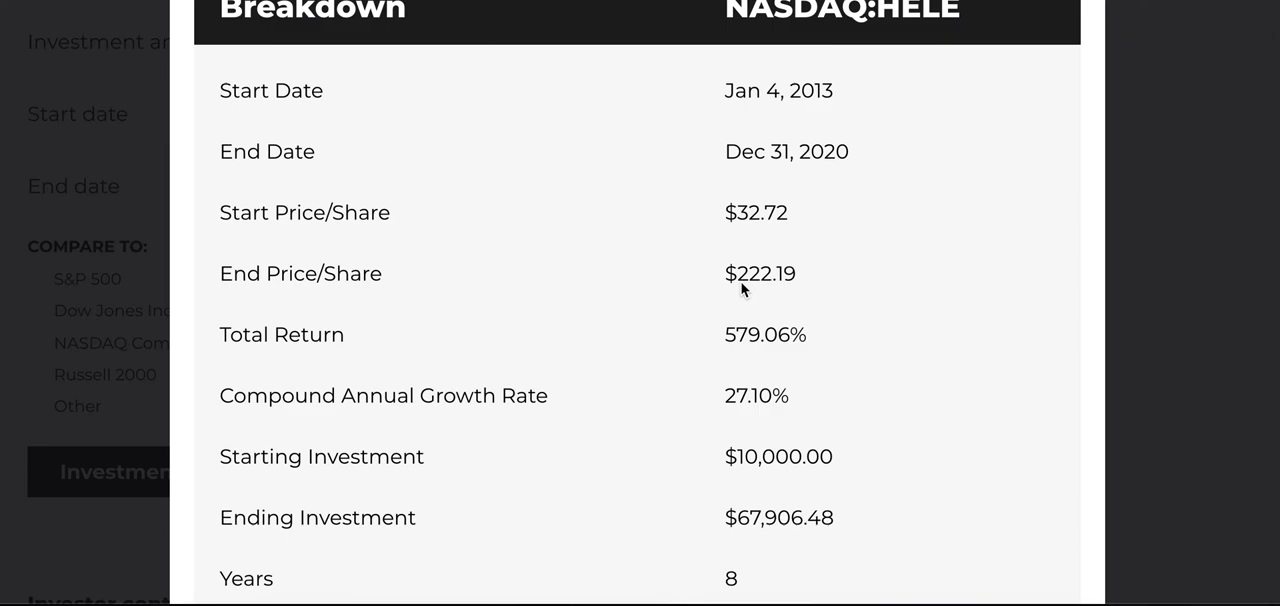 Breakdown NASDAQ:HELE
Start Date Jan 4, 2013
End Date Dec 31, 2020
Start Price/Share $32.72
End Price/Share $222.19
Total Return 579.06%
Compound Annual Growth Rate 27.10%
Starting Investment $10,000.00
Ending Investment $67,906.48
Years 8
Investment ar
Start date
End date
COMPARE TO:
S&P 500
Dow Jones Inc
NASDAQ Com
Russell 2000
Other
Investmen